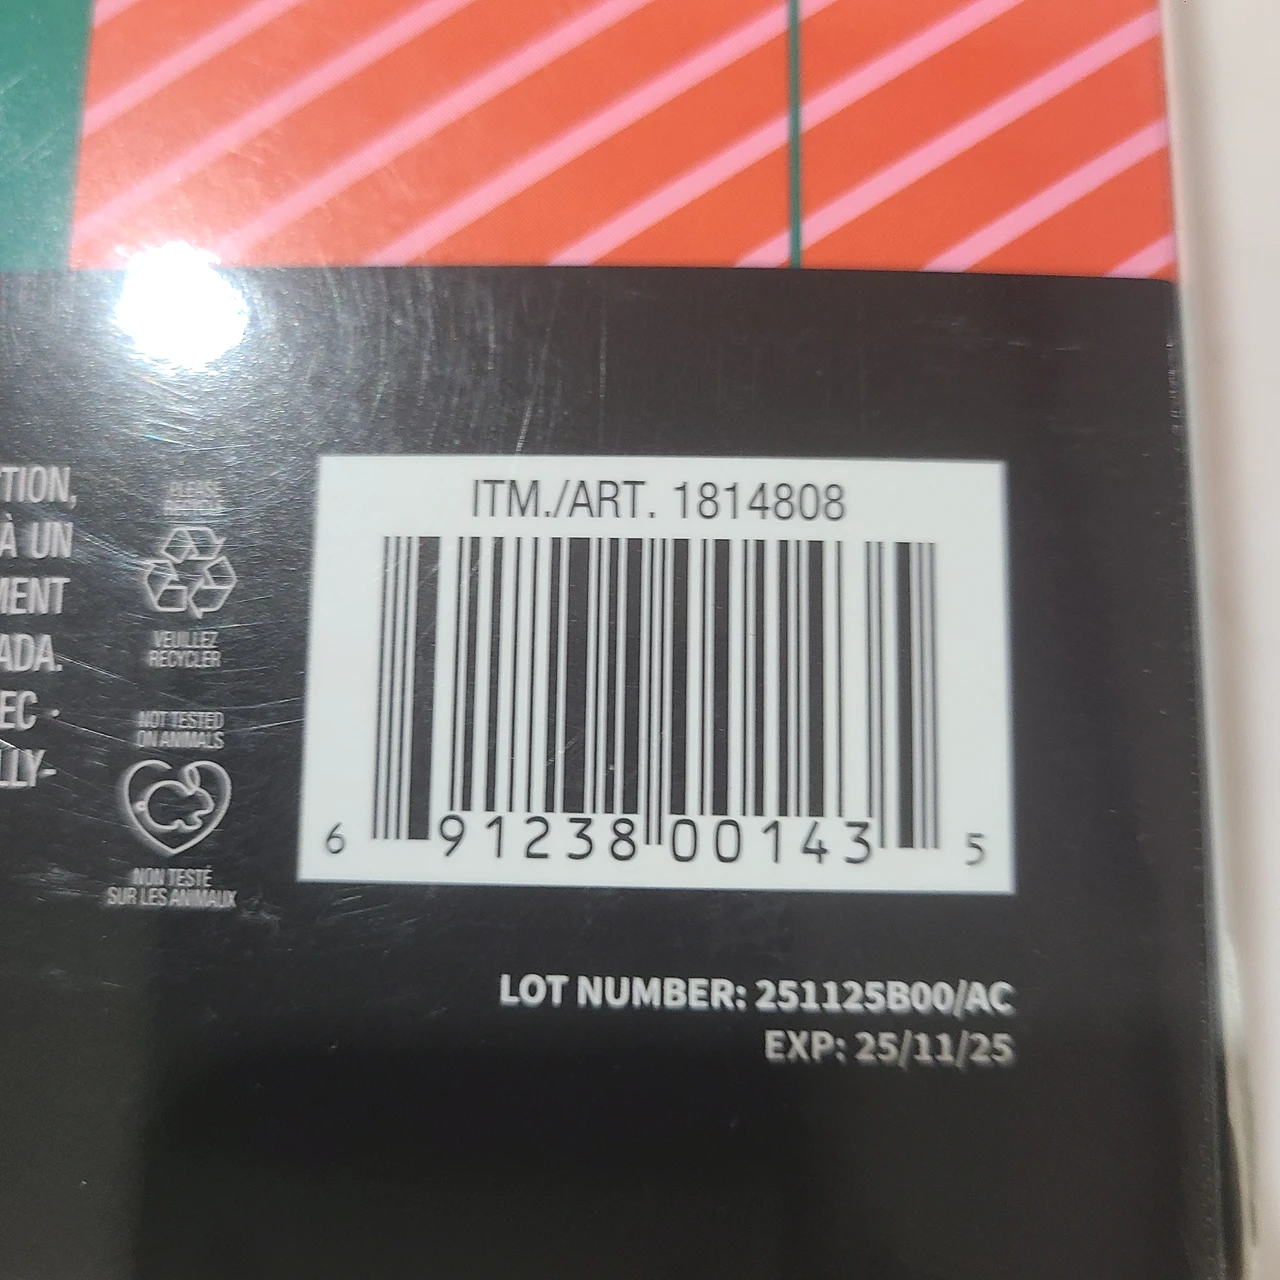 TION,
À UN
MENT
ADA.
EC -
LLY-
PLEASE
RECYCLE
VEUILLEZ
RECYCLER
NOT TESTED
ON ANIMALS
NON TESTÉ
SUR LES ANIMAUX
ITM./ART. 1814808
6 91238 00143 5
LOT NUMBER: 251125B00/AC
EXP: 25/11/25